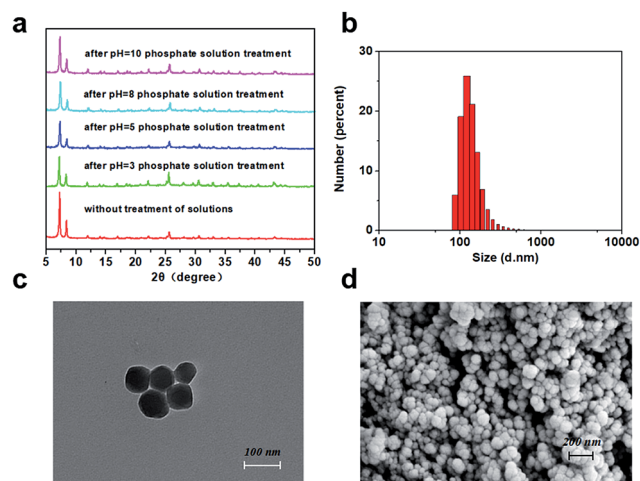 a
after pH=10 phosphate solution treatment
after pH=8 phosphate solution treatment
after pH=5 phosphate solution treatment
after pH=3 phosphate solution treatment
without treatment of solutions
5 10 15 20 25 30 35 40 45 50
2θ（degree）
b
30
20
10
0
Number (percent)
10 100 1000 10000
Size (d.nm)
c
100 nm
d
200 nm